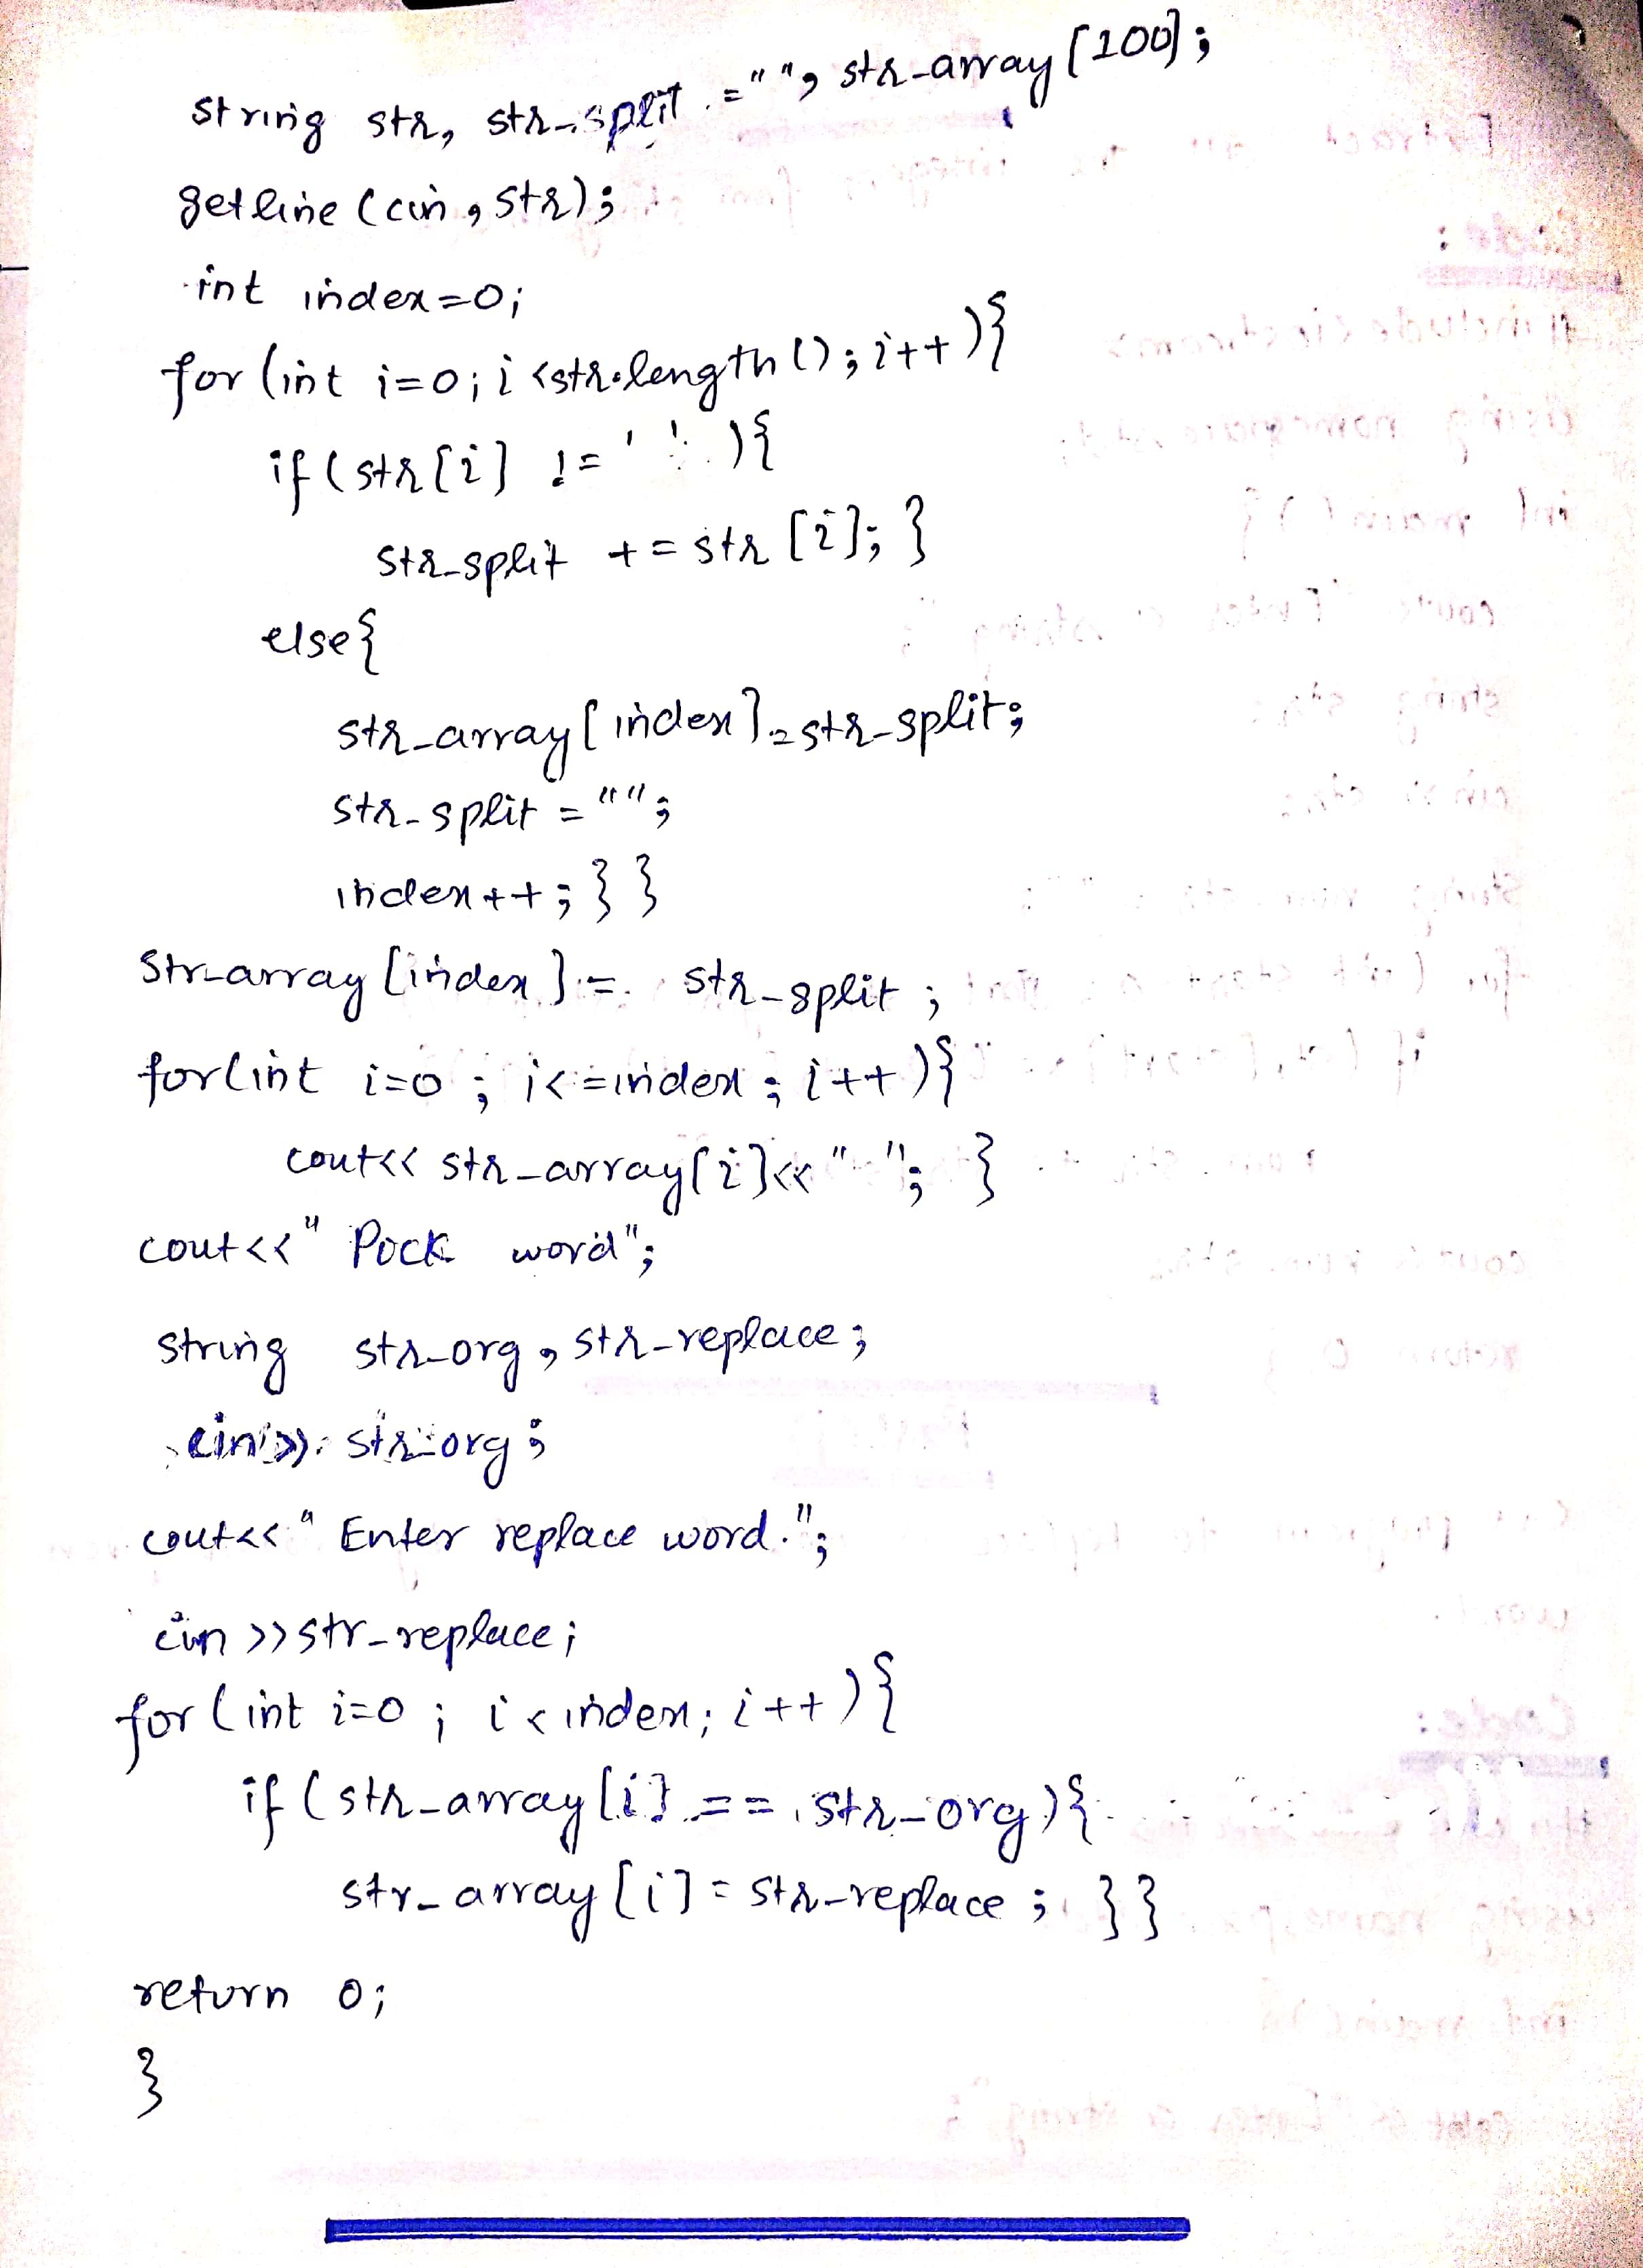 string str, str_split = "", str_array[100];
getline(cin, str);
int index=0;
for(int i=0; i<str.length(); i++){
if(str[i] != ' '){
str_split += str[i]; }
else{
str_array[index]=str_split;
str_split = "";
index++; } }
str_array[index] = str_split;
for(int i=0; i<=index; i++){
cout<< str_array[i]<<" "; }
cout<<" Pock word";
string str_org, str_replace;
cin>> str_org;
cout<<" Enter replace word.";
cin >>str_replace;
for(int i=0; i<index; i++){
if(str_array[i] == str_org){
str_array[i] = str_replace; }}
return 0;
}